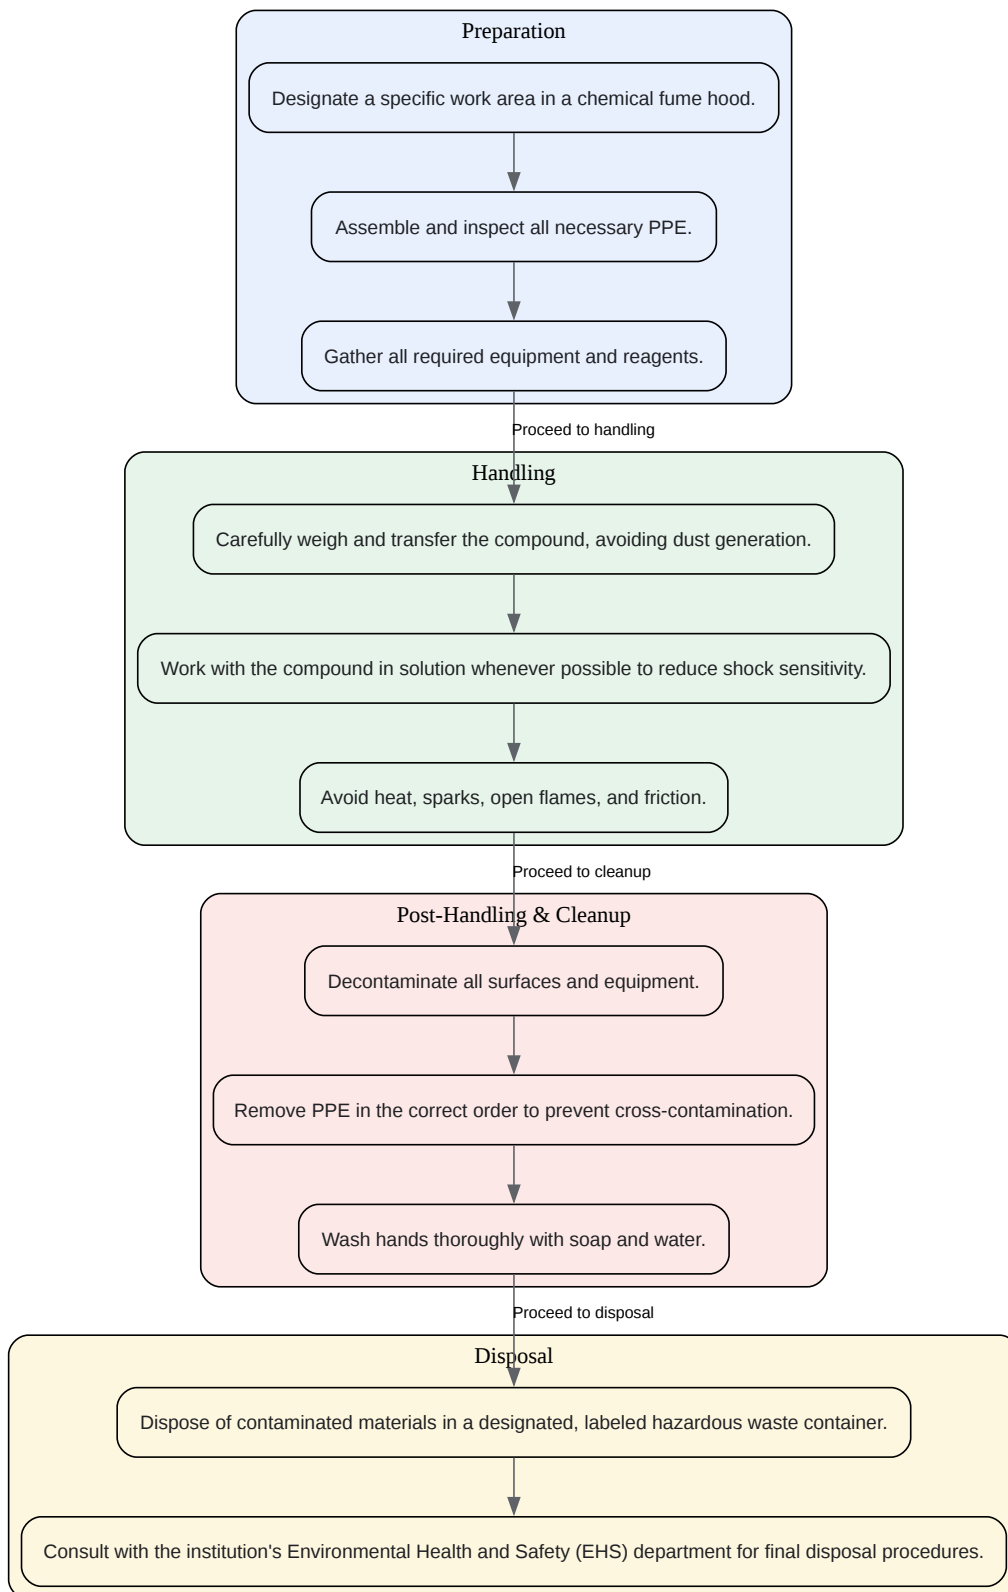 Preparation
Designate a specific work area in a chemical fume hood.
Assemble and inspect all necessary PPE.
Gather all required equipment and reagents.
Proceed to handling
Handling
Carefully weigh and transfer the compound, avoiding dust generation.
Work with the compound in solution whenever possible to reduce shock sensitivity.
Avoid heat, sparks, open flames, and friction.
Proceed to cleanup
Post-Handling & Cleanup
Decontaminate all surfaces and equipment.
Remove PPE in the correct order to prevent cross-contamination.
Wash hands thoroughly with soap and water.
Proceed to disposal
Disposal
Dispose of contaminated materials in a designated, labeled hazardous waste container.
Consult with the institution's Environmental Health and Safety (EHS) department for final disposal procedures.